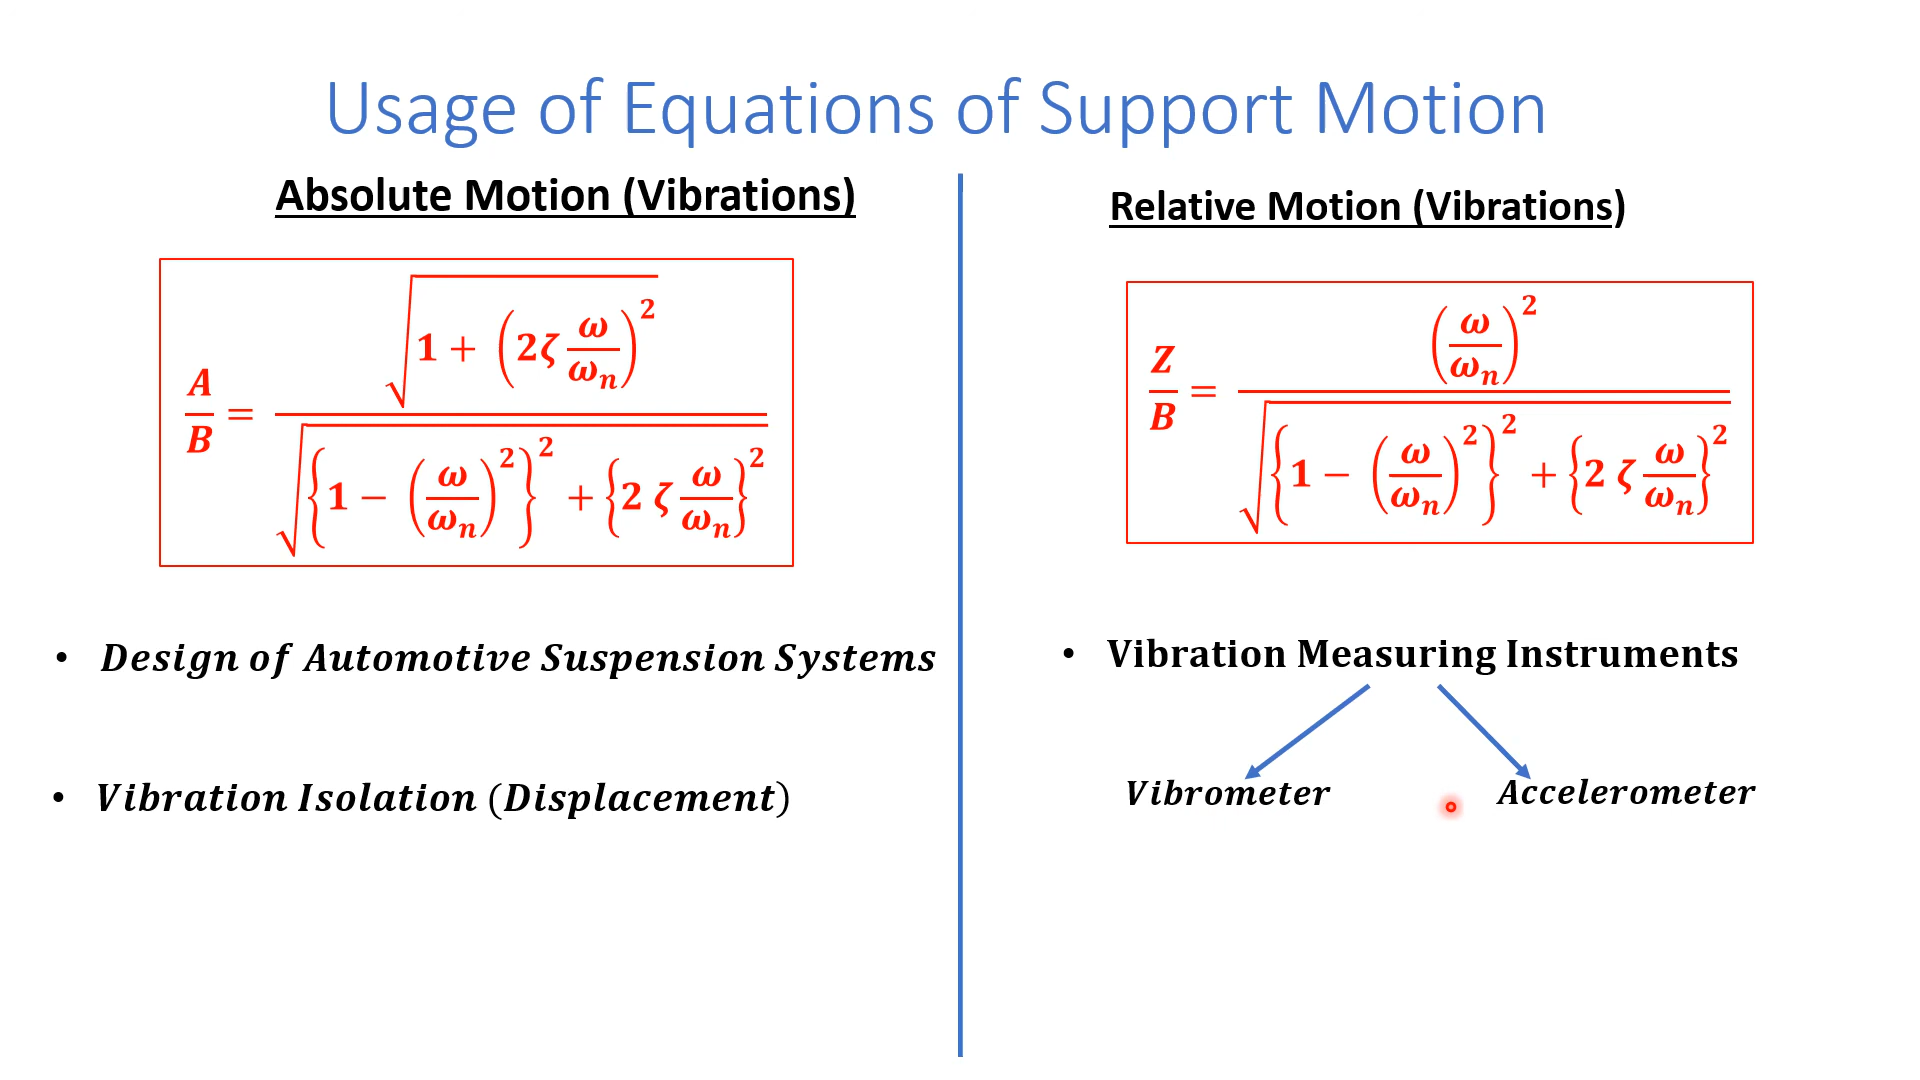 Usage of Equations of Support Motion
Absolute Motion (Vibrations)
A/B = √(1 + (2ζ ω/ωₙ)²) / √({1 − (ω/ωₙ)²}² + {2 ζ ω/ωₙ}²)
• Design of Automotive Suspension Systems
• Vibration Isolation (Displacement)
Relative Motion (Vibrations)
Z/B = (ω/ωₙ)² / √({1 − (ω/ωₙ)²}² + {2 ζ ω/ωₙ}²)
• Vibration Measuring Instruments
Vibrometer
Accelerometer